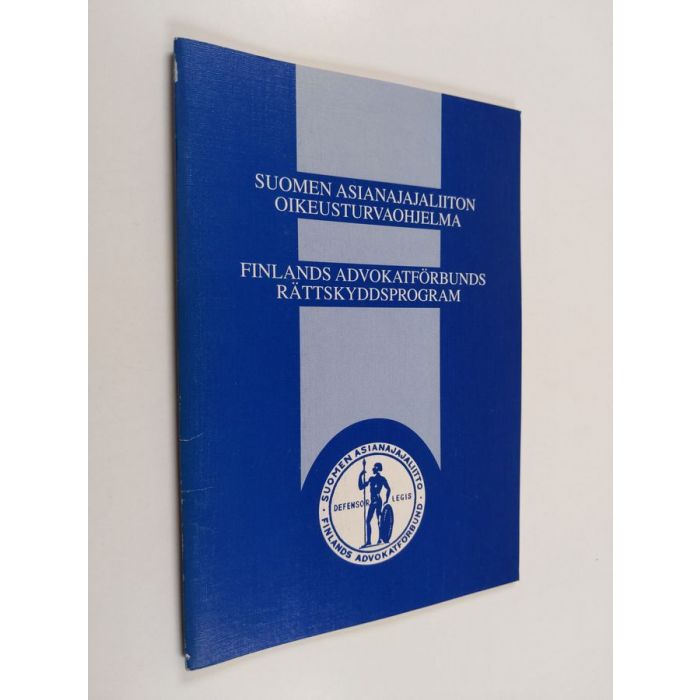 SUOMEN ASIANAJAJALIITON
OIKEUSTURVAOHJELMA
FINLANDS ADVOKATFÖRBUNDS
RÄTTSKYDDSPROGRAM
SUOMEN ASIANAJAJALIITTO
DEFENSOR LEGIS
FINLANDS ADVOKATFÖRBUND